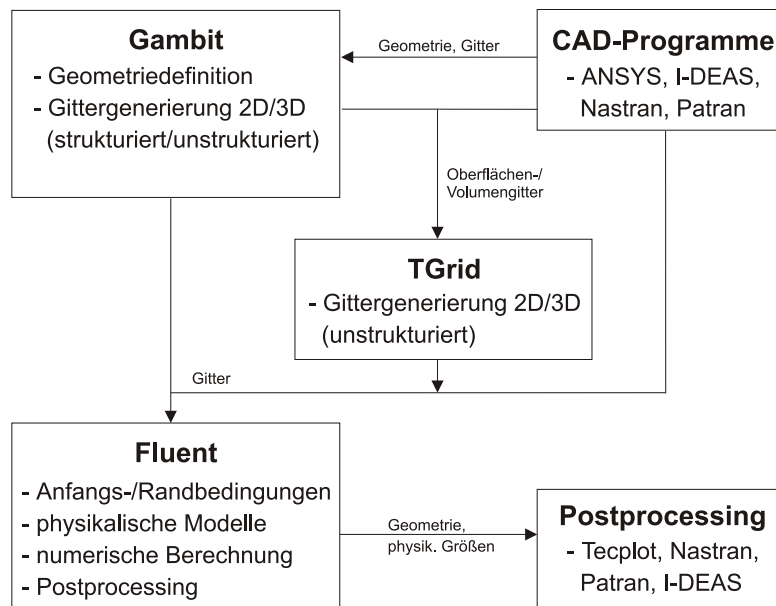 Gambit
- Geometriedefinition
- Gittergenerierung 2D/3D
(strukturiert/unstrukturiert)
Geometrie, Gitter
CAD-Programme
- ANSYS, I-DEAS,
Nastran, Patran
Oberflächen-/
Volumengitter
TGrid
- Gittergenerierung 2D/3D
(unstrukturiert)
Gitter
Fluent
- Anfangs-/Randbedingungen
- physikalische Modelle
- numerische Berechnung
- Postprocessing
Geometrie,
physik. Größen
Postprocessing
- Tecplot, Nastran,
Patran, I-DEAS